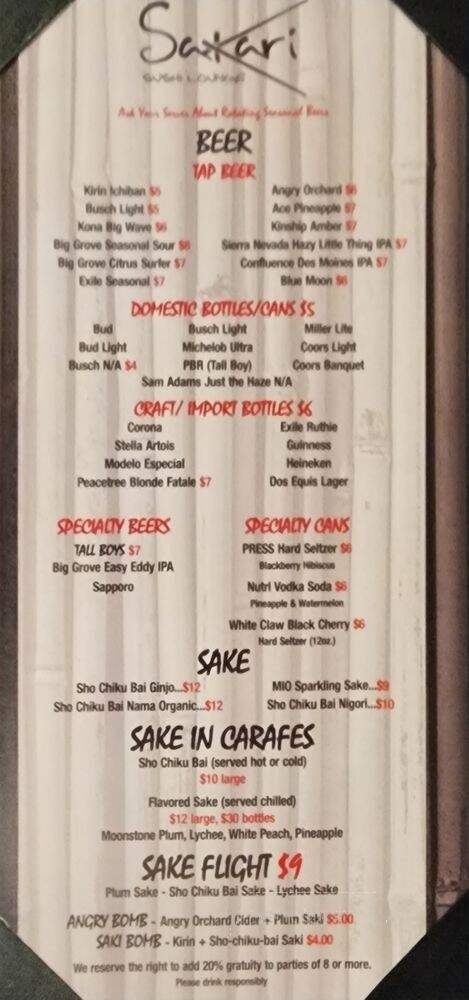 Sakari
SUSHI LOUNGE
Ask Your Server About Rotating Seasonal Beers
BEER
TAP BEER
Kirin Ichiban $5 Angry Orchard $6
Busch Light $5 Ace Pineapple $7
Kona Big Wave $6 Kinship Amber $7
Big Grove Seasonal Sour $8 Sierra Nevada Hazy Little Thing IPA $7
Big Grove Citrus Surfer $7 Confluence Des Moines IPA $7
Exile Seasonal $7 Blue Moon $6
DOMESTIC BOTTLES/CANS $5
Bud Busch Light Miller Lite
Bud Light Michelob Ultra Coors Light
Busch N/A $4 PBR (Tall Boy) Coors Banquet
Sam Adams Just the Haze N/A
CRAFT/ IMPORT BOTTLES $6
Corona Exile Ruthie
Stella Artois Guinness
Modelo Especial Heineken
Peacetree Blonde Fatale $7 Dos Equis Lager
SPECIALTY BEERS
TALL BOYS $7
Big Grove Easy Eddy IPA
Sapporo
SPECIALTY CANS
PRESS Hard Seltzer $6
Blackberry Hibiscus
Nutrl Vodka Soda $6
Pineapple & Watermelon
White Claw Black Cherry $6
Hard Seltzer (12oz.)
SAKE
Sho Chiku Bai Ginjo...$12 MIO Sparkling Sake...$9
Sho Chiku Bai Nama Organic...$12 Sho Chiku Bai Nigori...$10
SAKE IN CARAFES
Sho Chiku Bai (served hot or cold)
$10 large
Flavored Sake (served chilled)
$12 large, $30 bottles
Moonstone Plum, Lychee, White Peach, Pineapple
SAKE FLIGHT $9
Plum Sake - Sho Chiku Bai Sake - Lychee Sake
ANGRY BOMB - Angry Orchard Cider + Plum Saki $5.00
SAKI BOMB - Kirin + Sho-chiku-bai Saki $4.00
We reserve the right to add 20% gratuity to parties of 8 or more.
Please drink responsibly